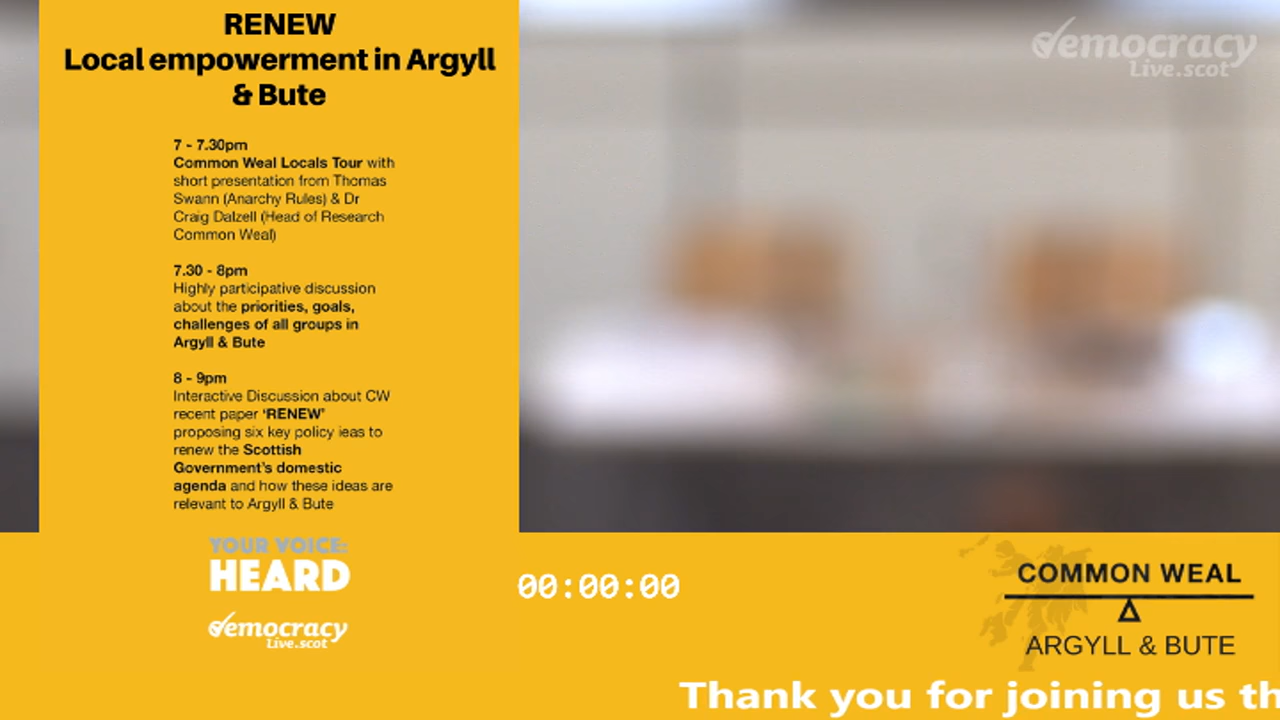 RENEW
Local empowerment in Argyll
& Bute
7 - 7.30pm
Common Weal Locals Tour with
short presentation from Thomas
Swann (Anarchy Rules) & Dr
Craig Dalzell (Head of Research
Common Weal)
7.30 - 8pm
Highly participative discussion
about the priorities, goals,
challenges of all groups in
Argyll & Bute
8 - 9pm
Interactive Discussion about CW
recent paper 'RENEW'
proposing six key policy ieas to
renew the Scottish
Government's domestic
agenda and how these ideas are
relevant to Argyll & Bute
YOUR VOICE:
HEARD
democracy
Live.scot
democracy
Live.scot
00:00:00
COMMON WEAL
ARGYLL & BUTE
Thank you for joining us th